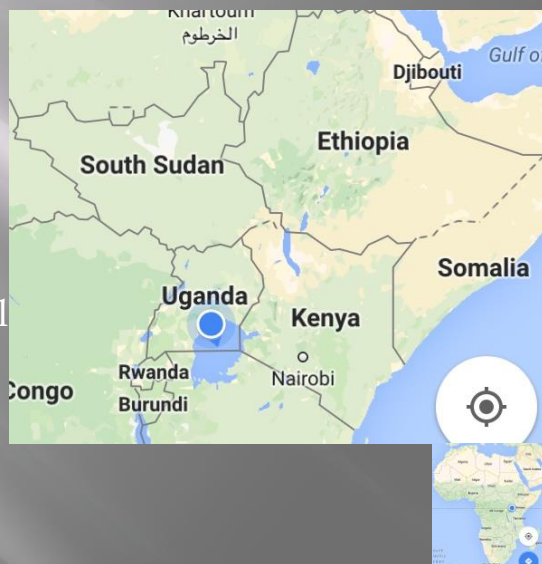 Khartoum
الخرطوم
Gulf of
Djibouti
Ethiopia
South Sudan
Somalia
Uganda
Kenya
Rwanda
Nairobi
Congo
Burundi